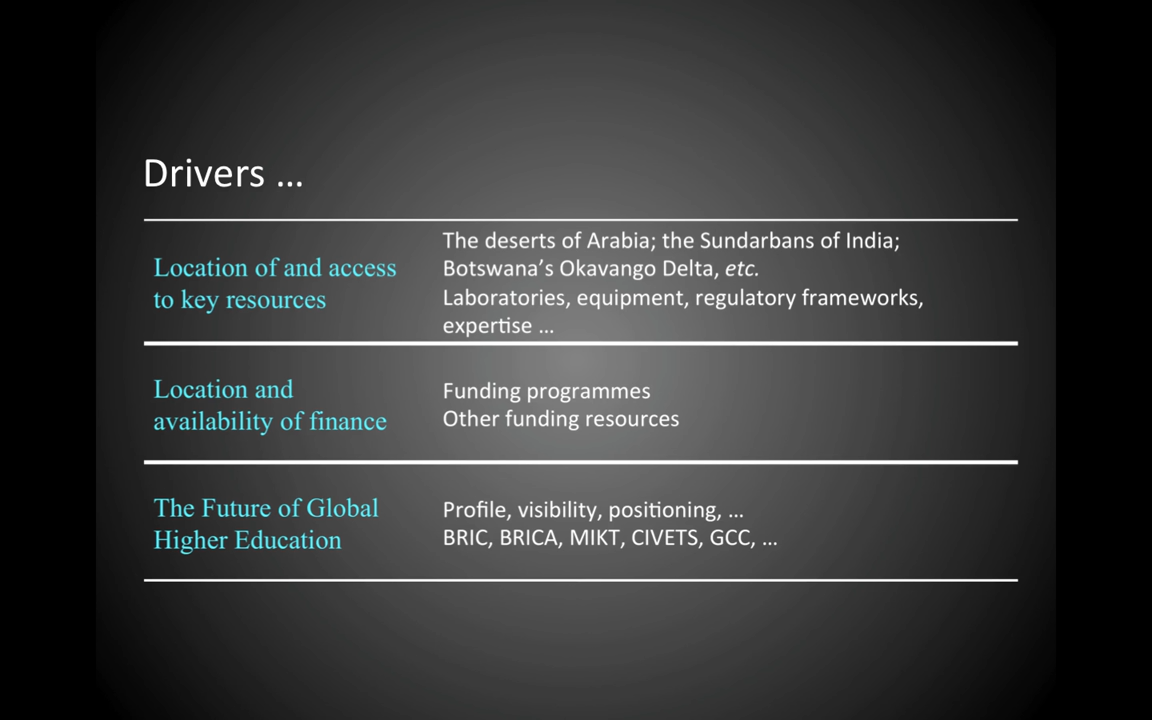 Drivers …
Location of and access
to key resources
The deserts of Arabia; the Sundarbans of India;
Botswana’s Okavango Delta, etc.
Laboratories, equipment, regulatory frameworks,
expertise …
Location and
availability of finance
Funding programmes
Other funding resources
The Future of Global
Higher Education
Profile, visibility, positioning, …
BRIC, BRICA, MIKT, CIVETS, GCC, …